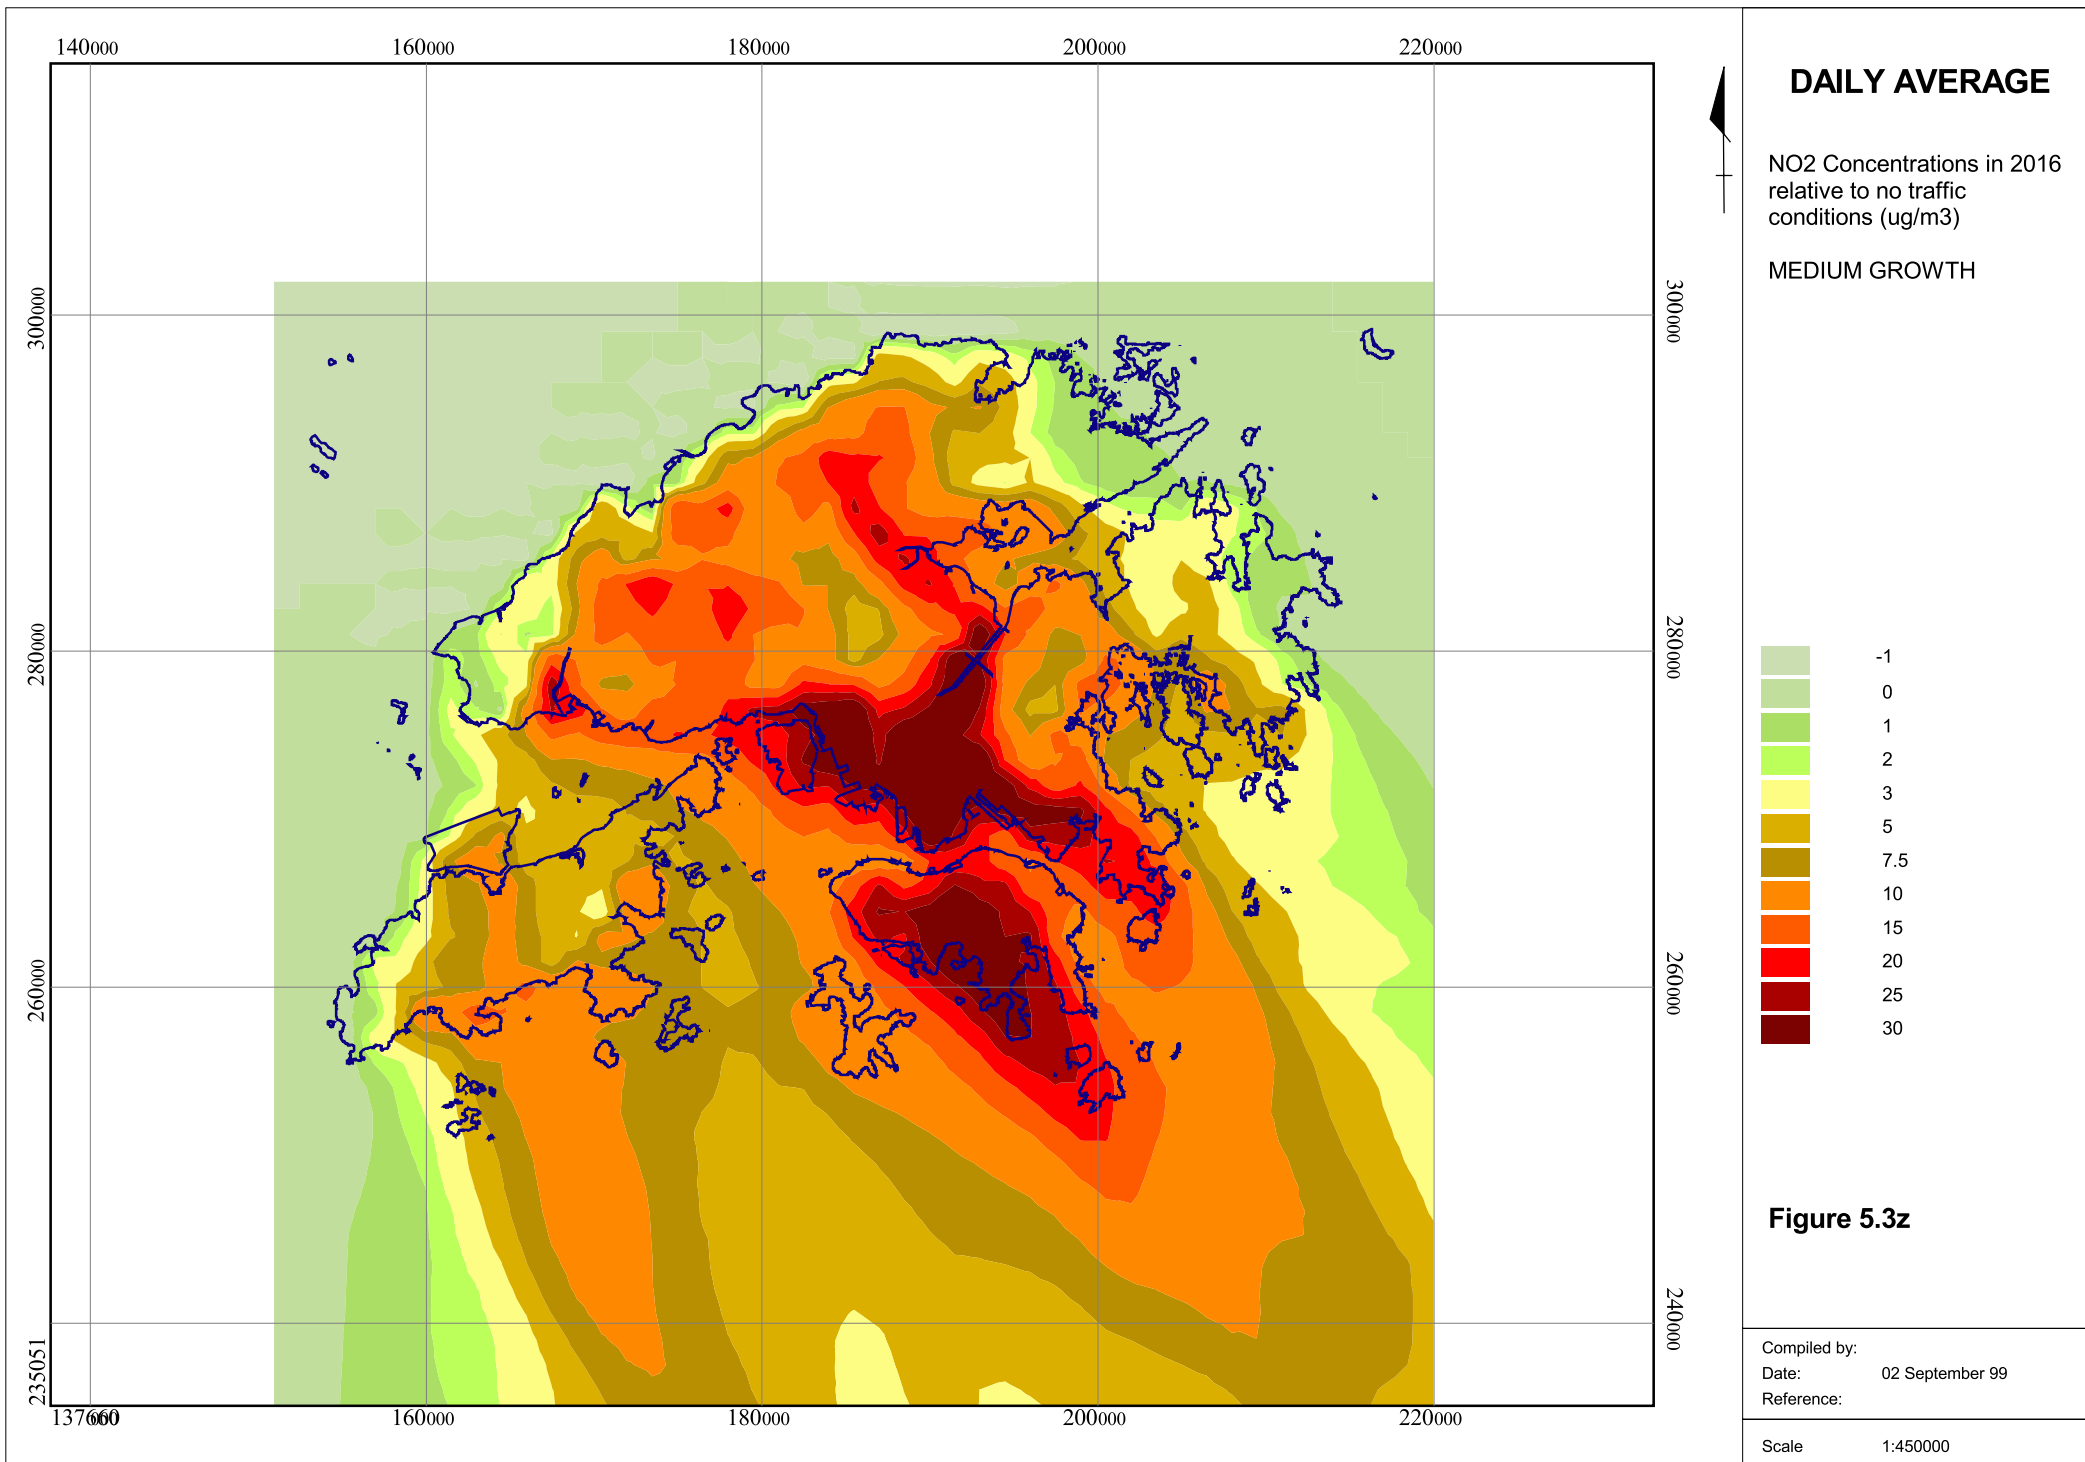 140000 160000 180000 200000 220000
DAILY AVERAGE
NO2 Concentrations in 2016
relative to no traffic
conditions (ug/m3)
MEDIUM GROWTH
300000
300000
280000
280000
260000
260000
240000
235051
-1
0
1
2
3
5
7.5
10
15
20
25
30
Figure 5.3z
Compiled by:
Date: 02 September 99
Reference:
Scale 1:450000
137660 160000 180000 200000 220000